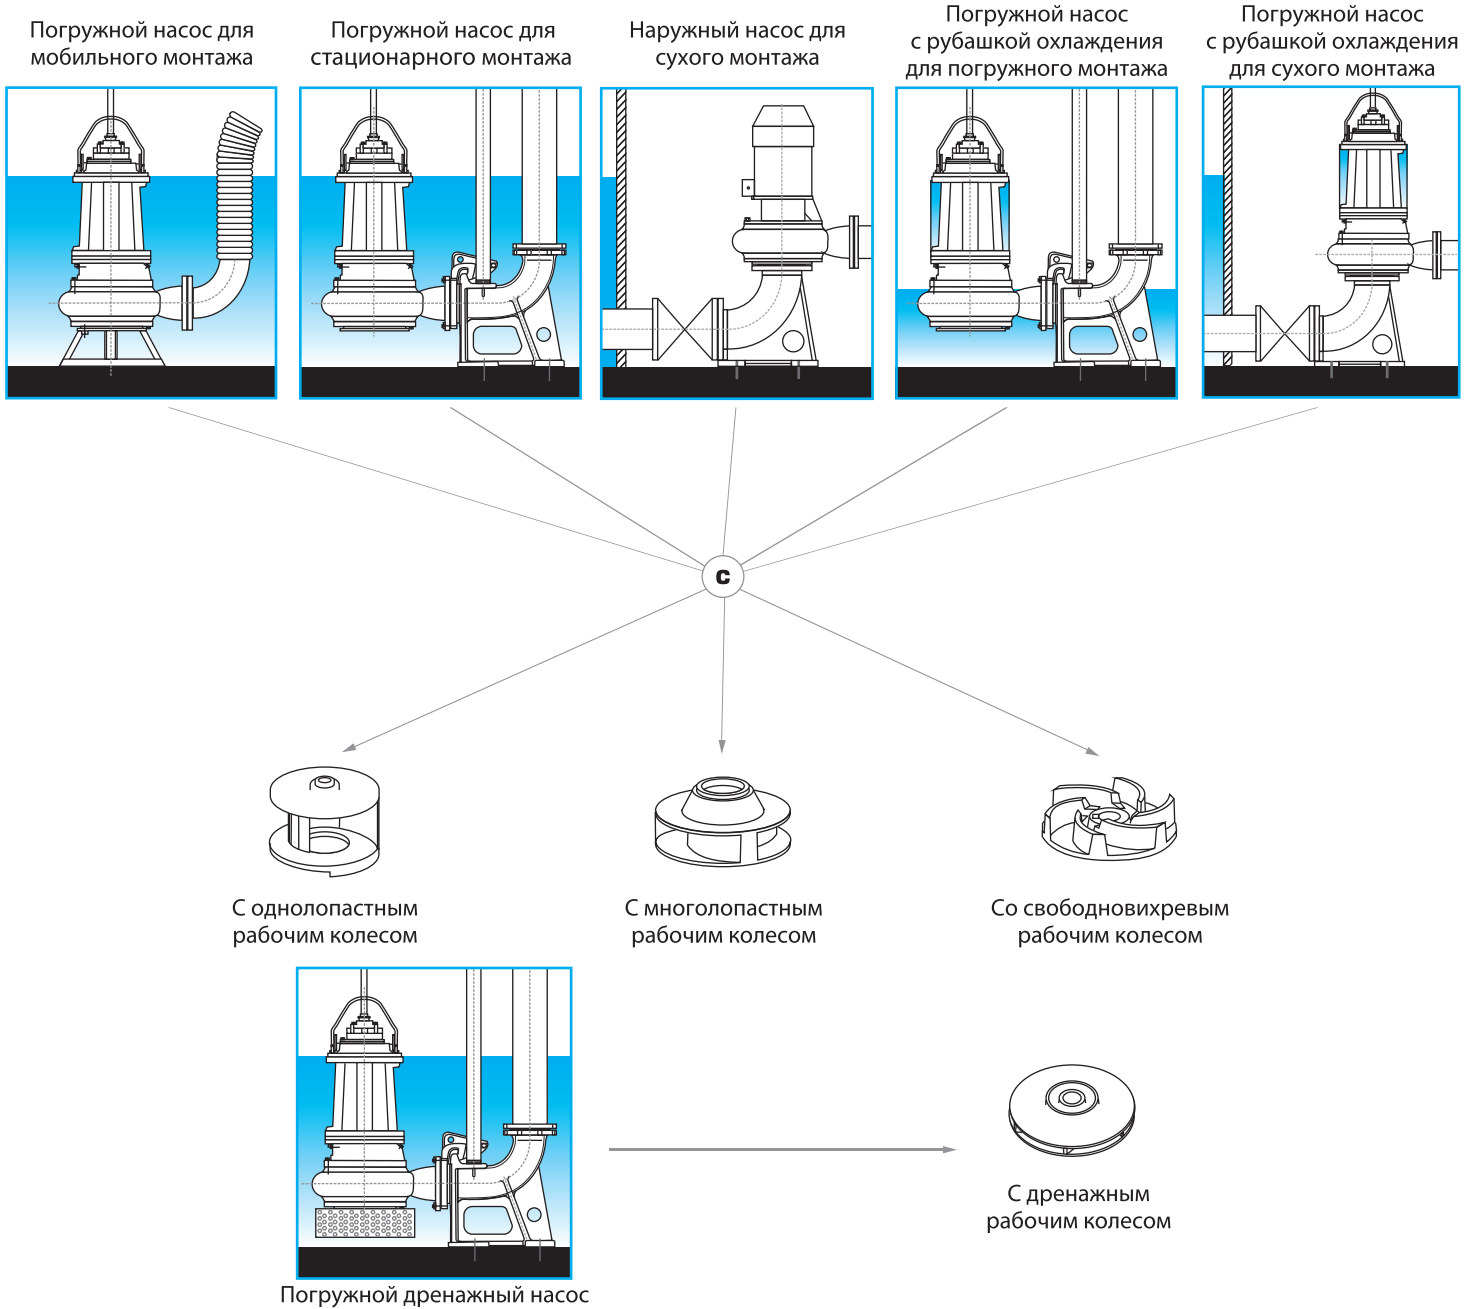 Погружной насос для
мобильного монтажа
Погружной насос для
стационарного монтажа
Наружный насос для
сухого монтажа
Погружной насос
с рубашкой охлаждения
для погружного монтажа
Погружной насос
с рубашкой охлаждения
для сухого монтажа
С
С однолопастным
рабочим колесом
С многолопастным
рабочим колесом
Со свободновихревым
рабочим колесом
С дренажным
рабочим колесом
Погружной дренажный насос